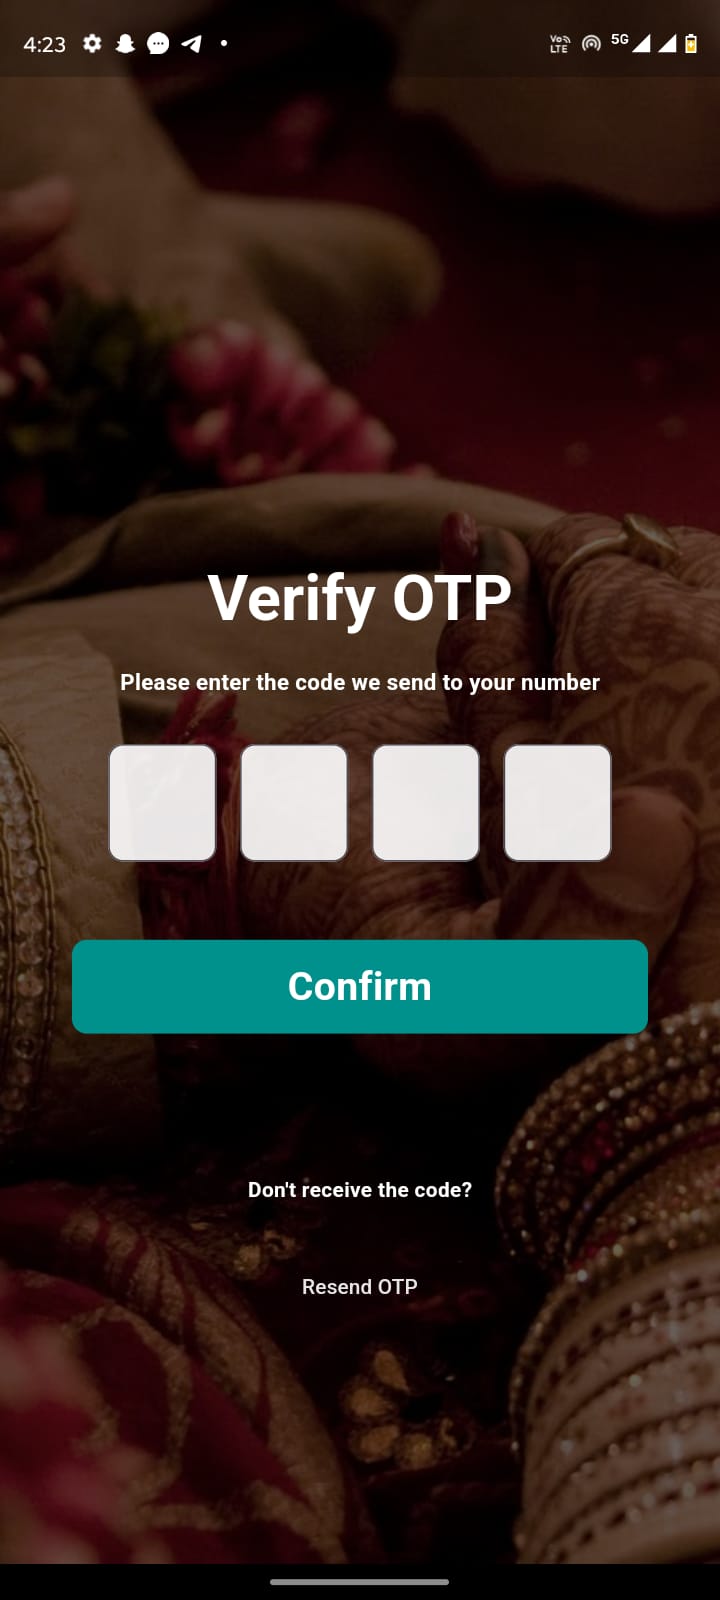 4:23
Vo LTE 5G
Verify OTP
Please enter the code we send to your number
Confirm
Don't receive the code?
Resend OTP